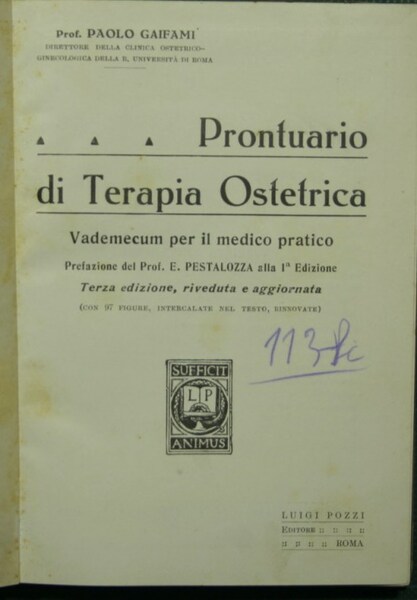 Prof. PAOLO GAIFAMI
DIRETTORE DELLA CLINICA OSTETRICO-
GINECOLOGICA DELLA R. UNIVERSITÀ DI ROMA
Prontuario
di Terapia Ostetrica
Vademecum per il medico pratico
Prefazione del Prof. E. PESTALOZZA alla 1ª Edizione
Terza edizione, riveduta e aggiornata
(CON 97 FIGURE, INTERCALATE NEL TESTO, RINNOVATE)
113
SUFFICIT
L P
ANIMUS
LUIGI POZZI
EDITORE :: :: :: ::
:: :: :: :: ROMA